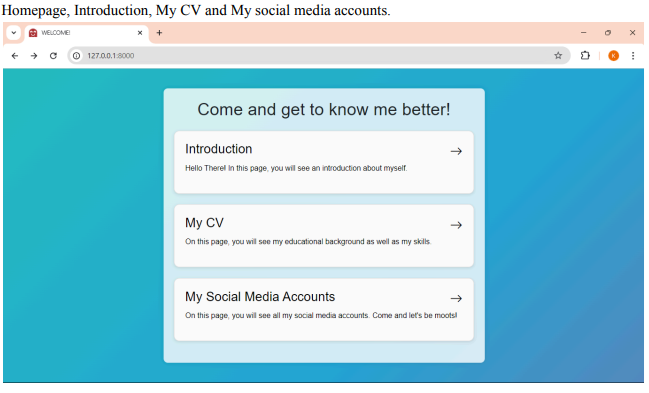 Homepage, Introduction, My CV and My social media accounts.
WELCOME!
127.0.0.1:8000
K
Come and get to know me better!
Introduction
Hello There! In this page, you will see an introduction about myself.
My CV
On this page, you will see my educational background as well as my skills.
My Social Media Accounts
On this page, you will see all my social media accounts. Come and let's be moots!